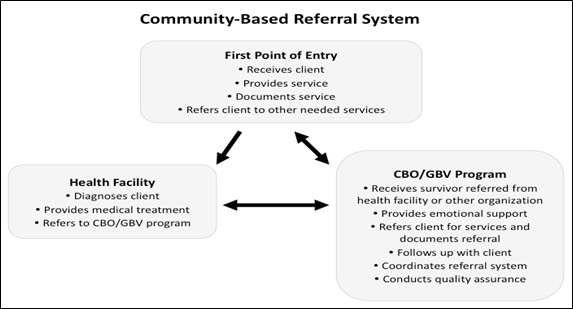 Community-Based Referral System
First Point of Entry
• Receives client
• Provides service
• Documents service
• Refers client to other needed services
Health Facility
• Diagnoses client
• Provides medical treatment
• Refers to CBO/GBV program
CBO/GBV Program
• Receives survivor referred from
health facility or other organization
• Provides emotional support
• Refers client for services and
documents referral
• Follows up with client
• Coordinates referral system
• Conducts quality assurance